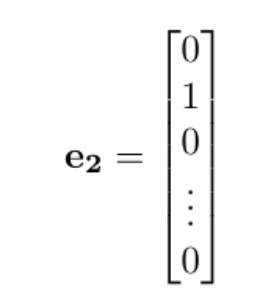 e₂ = [0
1
0
⋮
0]